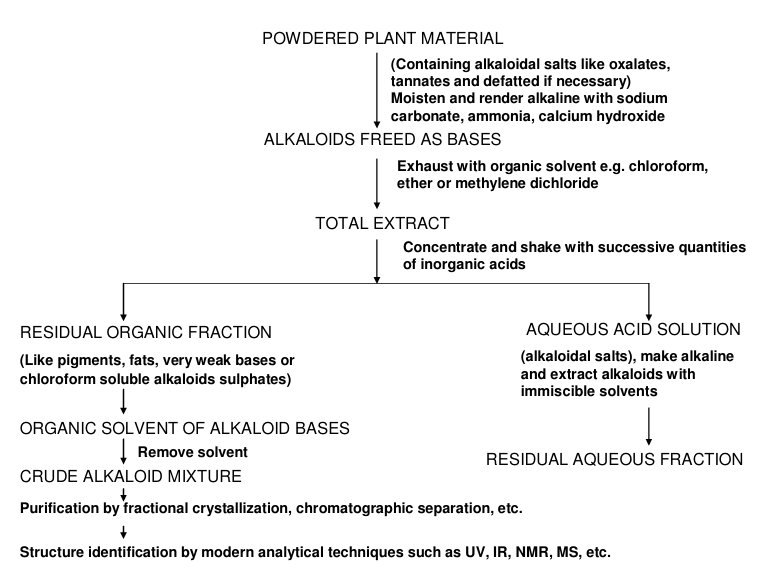 POWDERED PLANT MATERIAL
(Containing alkaloidal salts like oxalates,
tannates and defatted if necessary)
Moisten and render alkaline with sodium
carbonate, ammonia, calcium hydroxide
ALKALOIDS FREED AS BASES
Exhaust with organic solvent e.g. chloroform,
ether or methylene dichloride
TOTAL EXTRACT
Concentrate and shake with successive quantities
of inorganic acids
RESIDUAL ORGANIC FRACTION
(Like pigments, fats, very weak bases or
chloroform soluble alkaloids sulphates)
ORGANIC SOLVENT OF ALKALOID BASES
Remove solvent
CRUDE ALKALOID MIXTURE
Purification by fractional crystallization, chromatographic separation, etc.
Structure identification by modern analytical techniques such as UV, IR, NMR, MS, etc.
AQUEOUS ACID SOLUTION
(alkaloidal salts), make alkaline
and extract alkaloids with
immiscible solvents
RESIDUAL AQUEOUS FRACTION